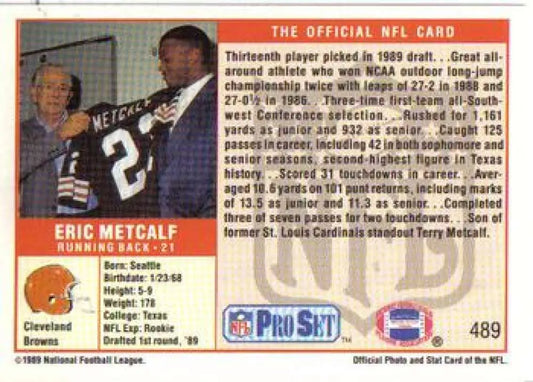 THE OFFICIAL NFL CARD
Thirteenth player picked in 1989 draft. . .Great all-
around athlete who won NCAA outdoor long-jump
championship twice with leaps of 27-2 in 1988 and
27-0½ in 1986. . .Three-time first-team all-South-
west Conference selection. . .Rushed for 1,161
yards as junior and 932 as senior. . .Caught 125
passes in career, including 42 in both sophomore and
senior seasons, second-highest figure in Texas
history. . .Scored 31 touchdowns in career. . .Aver-
aged 10.6 yards on 101 punt returns, including marks
of 13.5 as junior and 11.3 as senior. . .Completed
three of seven passes for two touchdowns. . .Son of
former St. Louis Cardinals standout Terry Metcalf.
METCALF
2
ERIC METCALF
RUNNING BACK - 21
Cleveland
Browns
Born: Seattle
Birthdate: 1/23/68
Height: 5-9
Weight: 178
College: Texas
NFL Exp: Rookie
Drafted 1st round, '89
NFL
NFL PRO SET TM
®
489
©1989 National Football League.
Official Photo and Stat Card of the NFL.